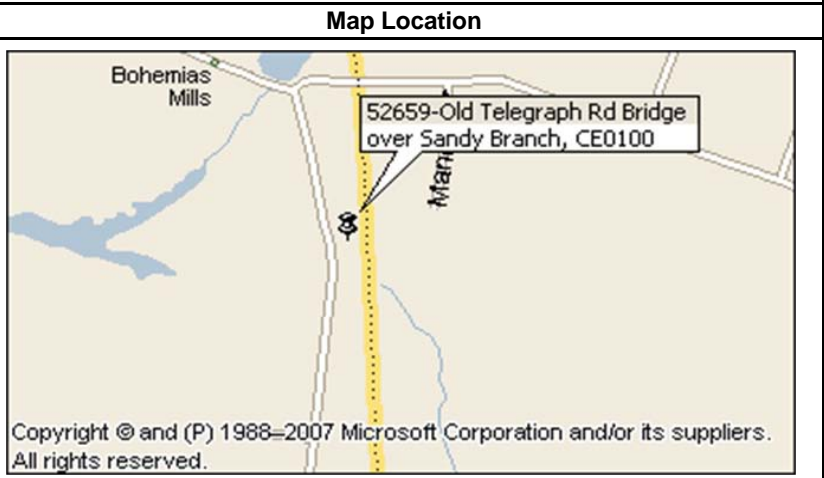 Map Location
Bohemias
Mills
52659-Old Telegraph Rd Bridge
over Sandy Branch, CE0100
Copyright © and (P) 1988–2007 Microsoft Corporation and/or its suppliers.
All rights reserved.